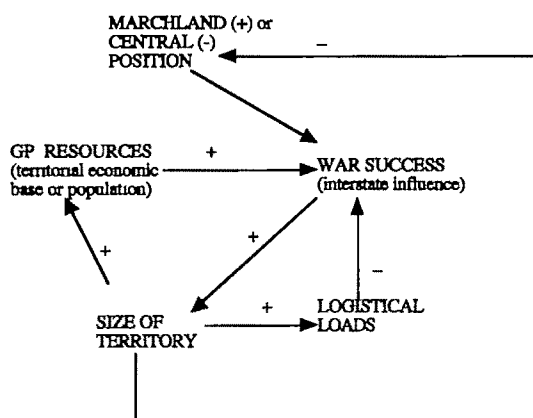 MARCHLAND (+) or
CENTRAL (-)
POSITION
–
GP RESOURCES
(territorial economic
base or population)
+
WAR SUCCESS
(interstate influence)
+
+
–
SIZE OF
TERRITORY
+
LOGISTICAL
LOADS